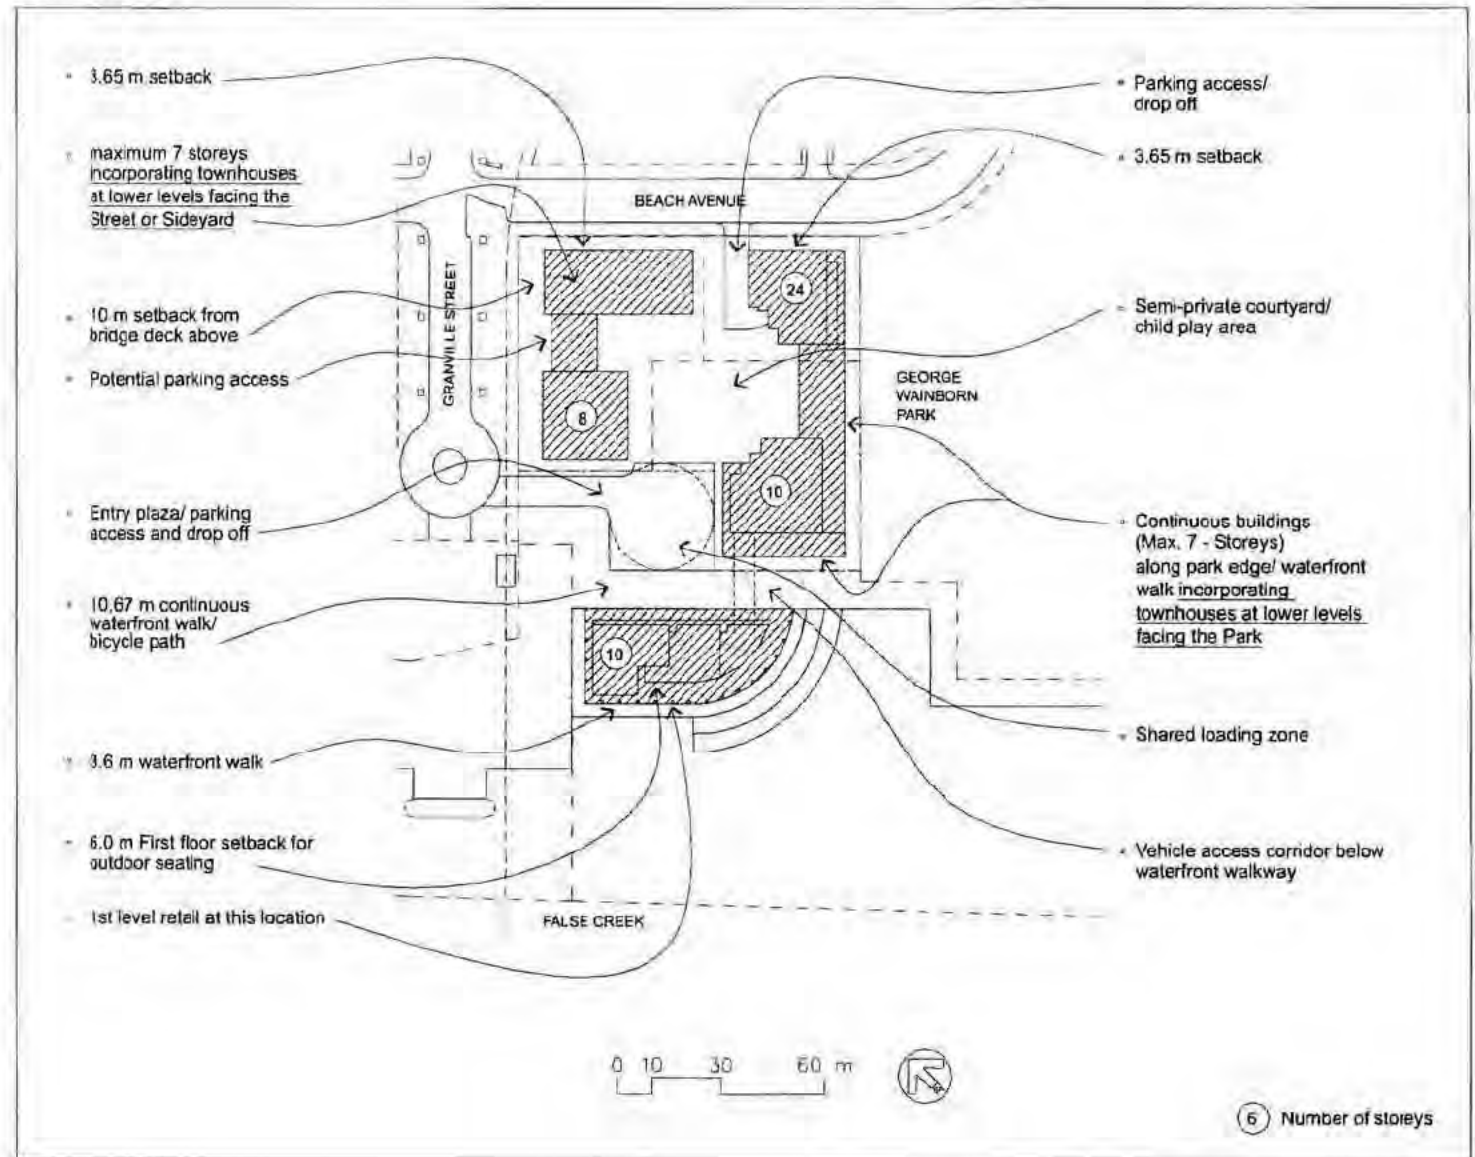 3.65 m setback
maximum 7 storeys
incorporating townhouses
at lower levels facing the
Street or Sideyard
10 m setback from
bridge deck above
Potential parking access
Entry plaza/ parking
access and drop off
10.67 m continuous
waterfront walk/
bicycle path
3.6 m waterfront walk
6.0 m First floor setback for
outdoor seating
1st level retail at this location
BEACH AVENUE
GRANVILLE STREET
24
8
10
10
GEORGE
WAINBORN
PARK
FALSE CREEK
Parking access/
drop off
3.65 m setback
Semi-private courtyard/
child play area
Continuous buildings
(Max. 7 - Storeys)
along park edge/ waterfront
walk incorporating
townhouses at lower levels
facing the Park
Shared loading zone
Vehicle access corridor below
waterfront walkway
0 10 30 60 m
6 Number of storeys